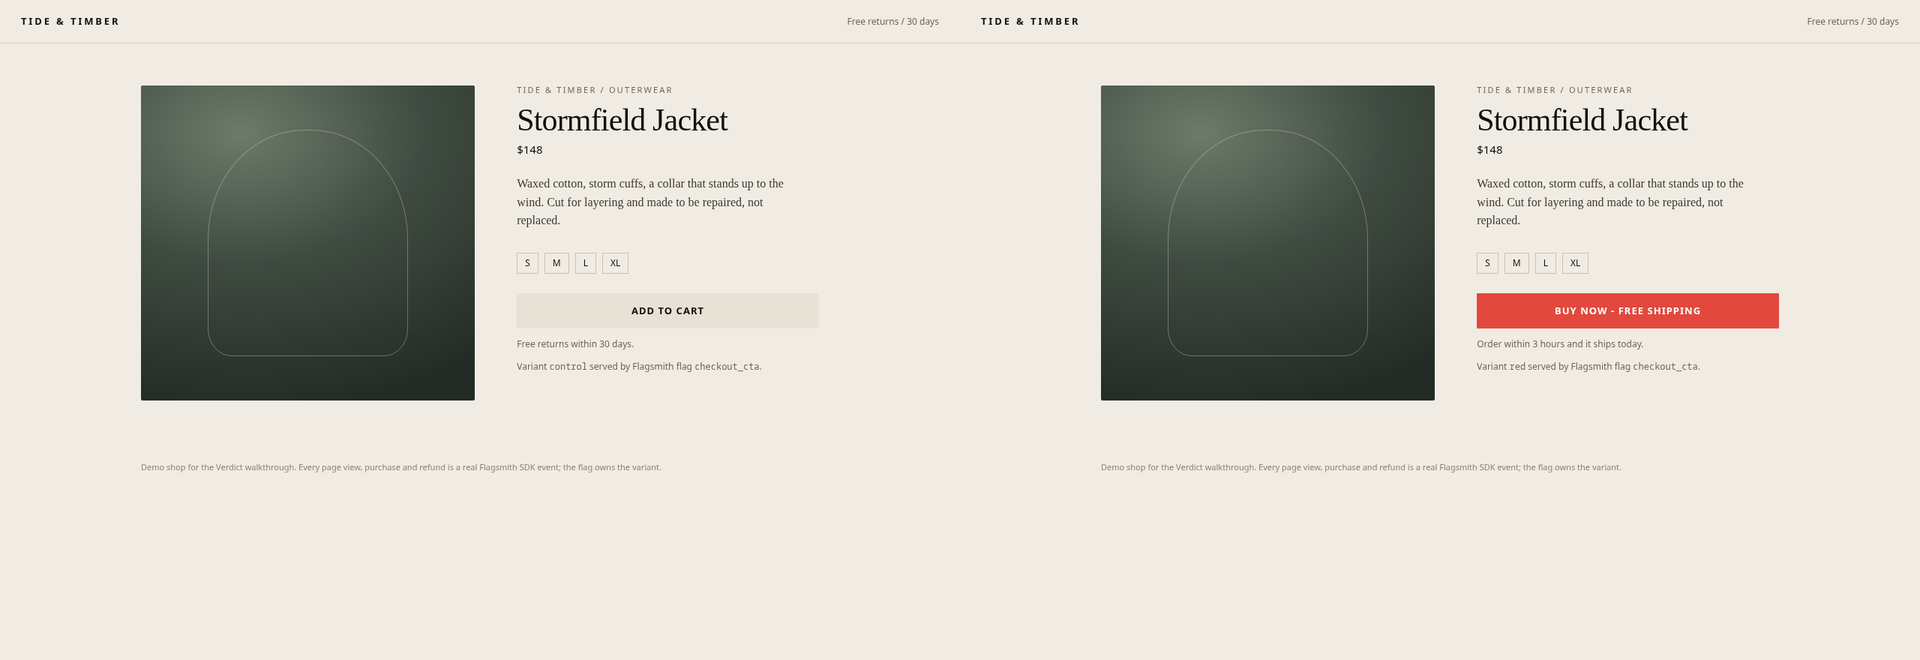 TIDE & TIMBER
Free returns / 30 days
TIDE & TIMBER / OUTERWEAR
Stormfield Jacket
$148
Waxed cotton, storm cuffs, a collar that stands up to the
wind. Cut for layering and made to be repaired, not
replaced.
S M L XL
ADD TO CART
Free returns within 30 days.
Variant control served by Flagsmith flag checkout_cta.
Demo shop for the Verdict walkthrough. Every page view, purchase and refund is a real Flagsmith SDK event; the flag owns the variant.
TIDE & TIMBER
Free returns / 30 days
TIDE & TIMBER / OUTERWEAR
Stormfield Jacket
$148
Waxed cotton, storm cuffs, a collar that stands up to the
wind. Cut for layering and made to be repaired, not
replaced.
S M L XL
BUY NOW - FREE SHIPPING
Order within 3 hours and it ships today.
Variant red served by Flagsmith flag checkout_cta.
Demo shop for the Verdict walkthrough. Every page view, purchase and refund is a real Flagsmith SDK event; the flag owns the variant.